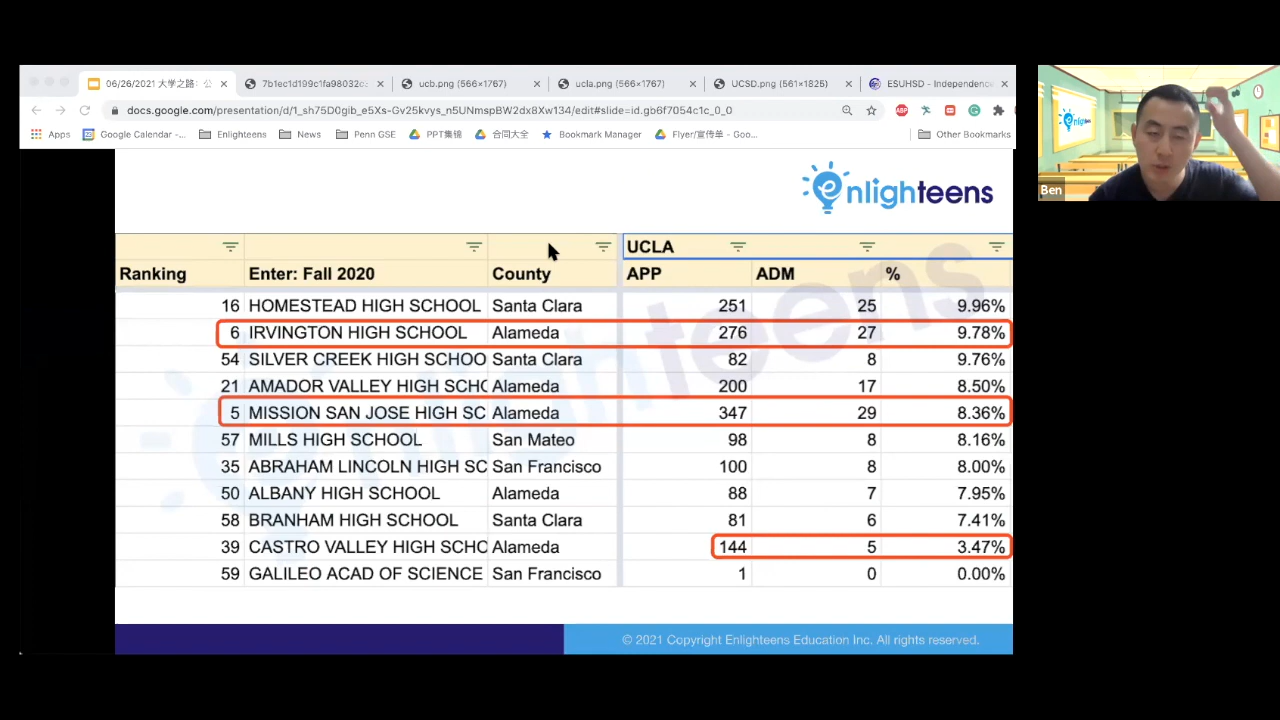 06/26/2021 大学之路：公
7b1ec1d199c1fa98032c
ucb.png (566×1767)
ucla.png (566×1767)
UCSD.png (561×1825)
ESUHSD - Independence
docs.google.com/presentation/d/1_sh75D0gib_e5Xs-Gv25kvys_n5UNmspBW2dx8Xw134/edit#slide=id.gb6f7054c1c_0_0
Apps Google Calendar -... Enlighteens News Penn GSE PPT集锦 合同大全 Bookmark Manager Flyer/宣传单 - Goo... Other Bookmarks
enlighteens
UCLA
Ranking Enter: Fall 2020 County APP ADM %
16 HOMESTEAD HIGH SCHOOL Santa Clara 251 25 9.96%
6 IRVINGTON HIGH SCHOOL Alameda 276 27 9.78%
54 SILVER CREEK HIGH SCHOO Santa Clara 82 8 9.76%
21 AMADOR VALLEY HIGH SCHO Alameda 200 17 8.50%
5 MISSION SAN JOSE HIGH SC Alameda 347 29 8.36%
57 MILLS HIGH SCHOOL San Mateo 98 8 8.16%
35 ABRAHAM LINCOLN HIGH SC San Francisco 100 8 8.00%
50 ALBANY HIGH SCHOOL Alameda 88 7 7.95%
58 BRANHAM HIGH SCHOOL Santa Clara 81 6 7.41%
39 CASTRO VALLEY HIGH SCHO Alameda 144 5 3.47%
59 GALILEO ACAD OF SCIENCE San Francisco 1 0 0.00%
© 2021 Copyright Enlighteens Education Inc. All rights reserved.
Ben